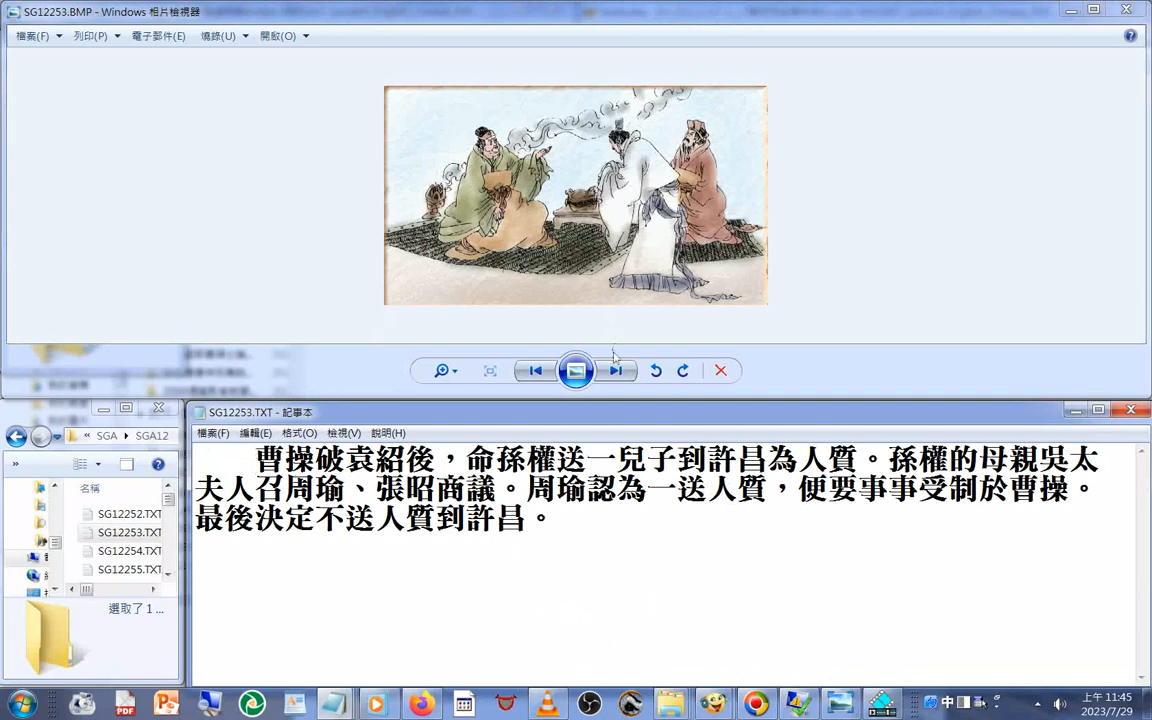 SG12253.BMP - Windows 相片檢視器
檔案(F) 列印(P) 電子郵件(E) 燒錄(U) 開啟(O)
SG12253.TXT - 記事本
檔案(F) 編輯(E) 格式(O) 檢視(V) 說明(H)
曹操破袁紹後，命孫權送一兒子到許昌為人質。孫權的母親吳太
夫人召周瑜、張昭商議。周瑜認為一送人質，便要事事受制於曹操。
最後決定不送人質到許昌。
« SGA ▸ SGA12
»
名稱
SG12252.TXT
SG12253.TXT
SG12254.TXT
SG12255.TXT
選取了 1 ...
PDF
中
上午 11:45
2023/7/29